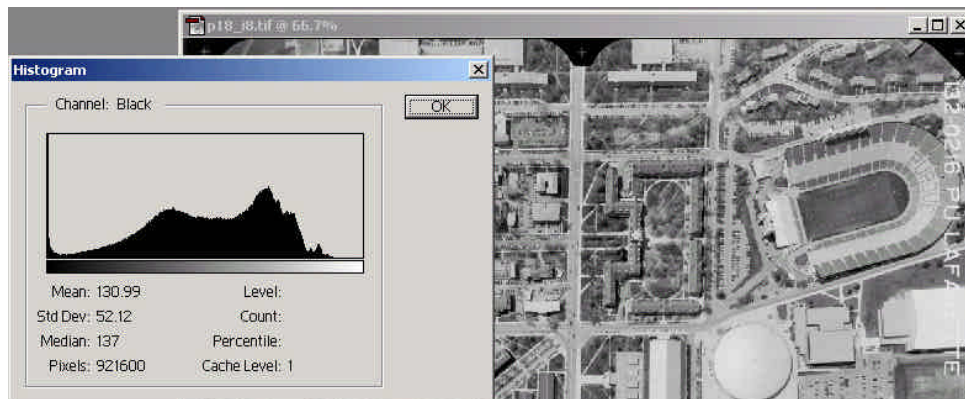 p18_i8.tif @ 66.7%
Histogram
Channel: Black
OK
Mean: 130.99
Level:
Std Dev: 52.12
Count:
Median: 137
Percentile:
Pixels: 921600
Cache Level: 1